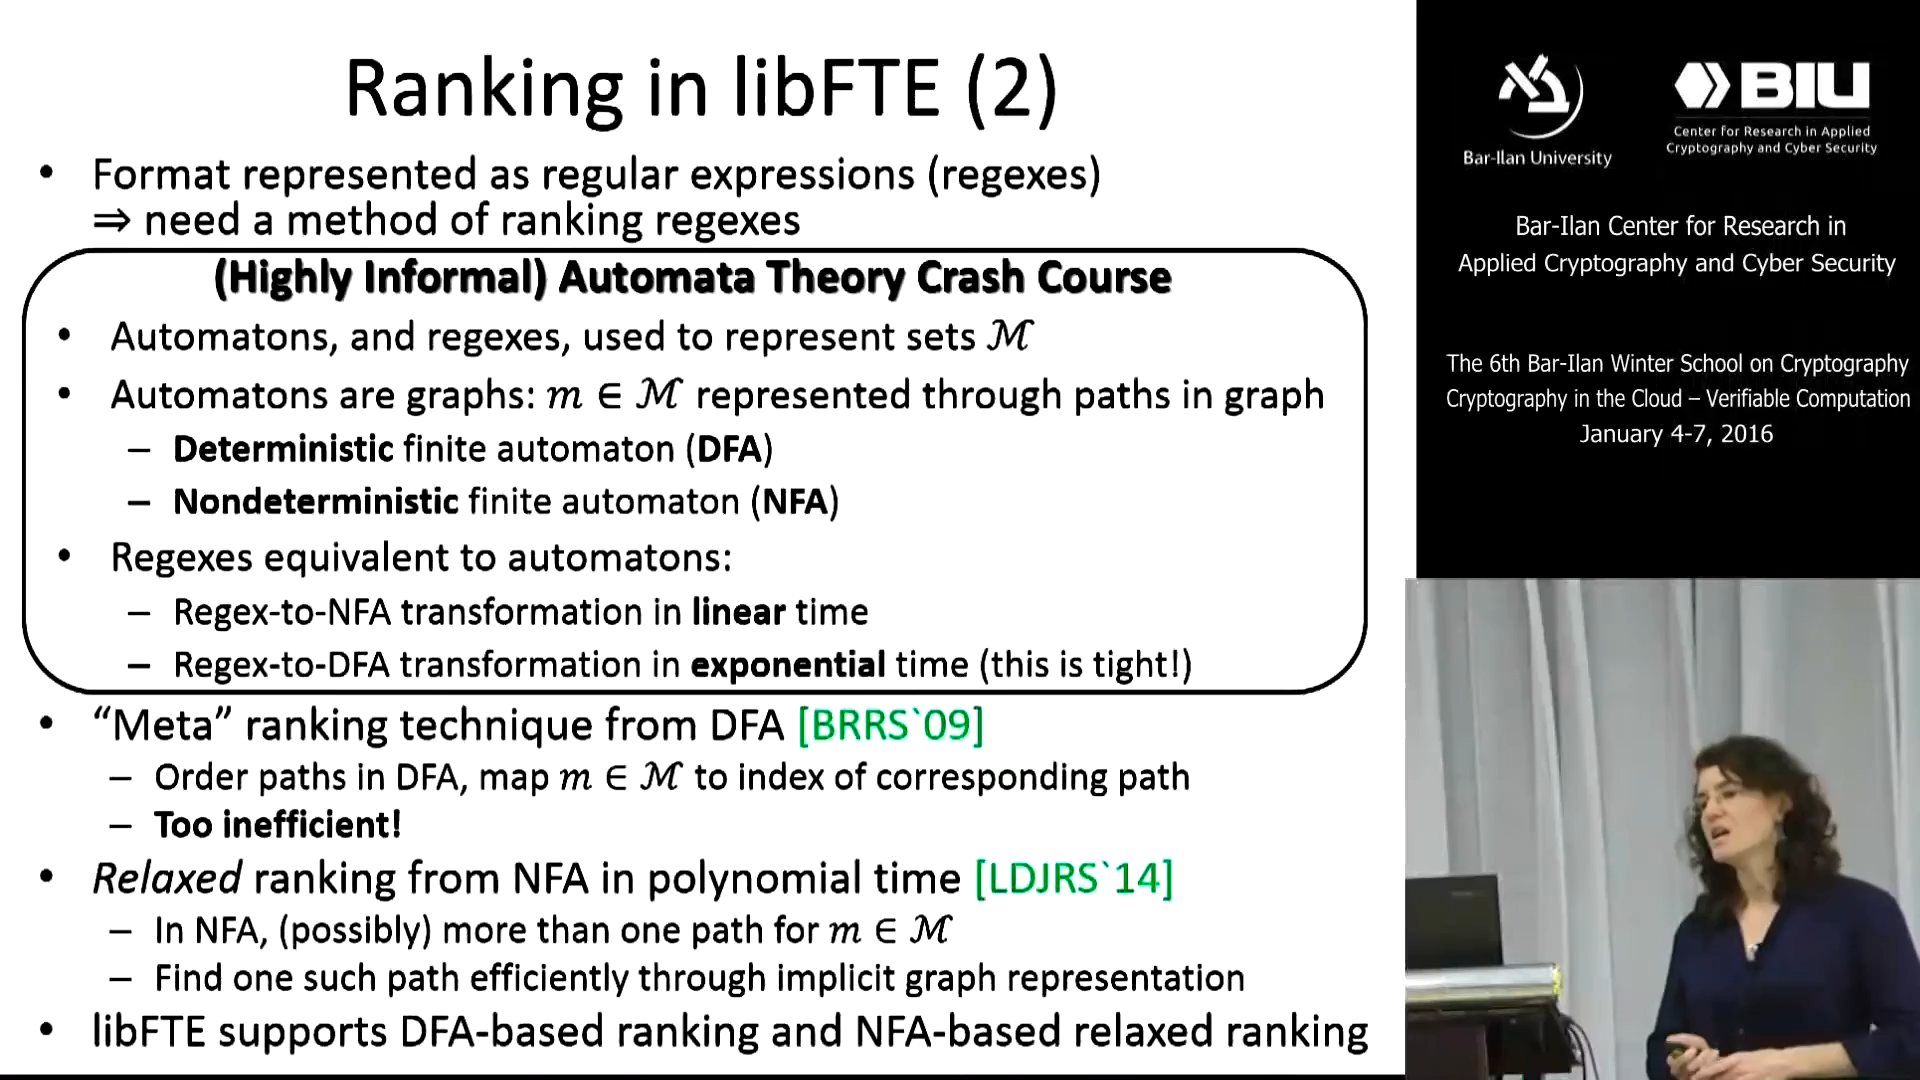 Ranking in libFTE (2)
• Format represented as regular expressions (regexes)
⇒ need a method of ranking regexes
(Highly Informal) Automata Theory Crash Course
• Automatons, and regexes, used to represent sets ℳ
• Automatons are graphs: m ∈ ℳ represented through paths in graph
– Deterministic finite automaton (DFA)
– Nondeterministic finite automaton (NFA)
• Regexes equivalent to automatons:
– Regex-to-NFA transformation in linear time
– Regex-to-DFA transformation in exponential time (this is tight!)
• “Meta” ranking technique from DFA [BRRS`09]
– Order paths in DFA, map m ∈ ℳ to index of corresponding path
– Too inefficient!
• Relaxed ranking from NFA in polynomial time [LDJRS`14]
– In NFA, (possibly) more than one path for m ∈ ℳ
– Find one such path efficiently through implicit graph representation
• libFTE supports DFA-based ranking and NFA-based relaxed ranking
Bar-Ilan University
BIU
Center for Research in Applied
Cryptography and Cyber Security
Bar-Ilan Center for Research in
Applied Cryptography and Cyber Security
The 6th Bar-Ilan Winter School on Cryptography
Cryptography in the Cloud – Verifiable Computation
January 4-7, 2016